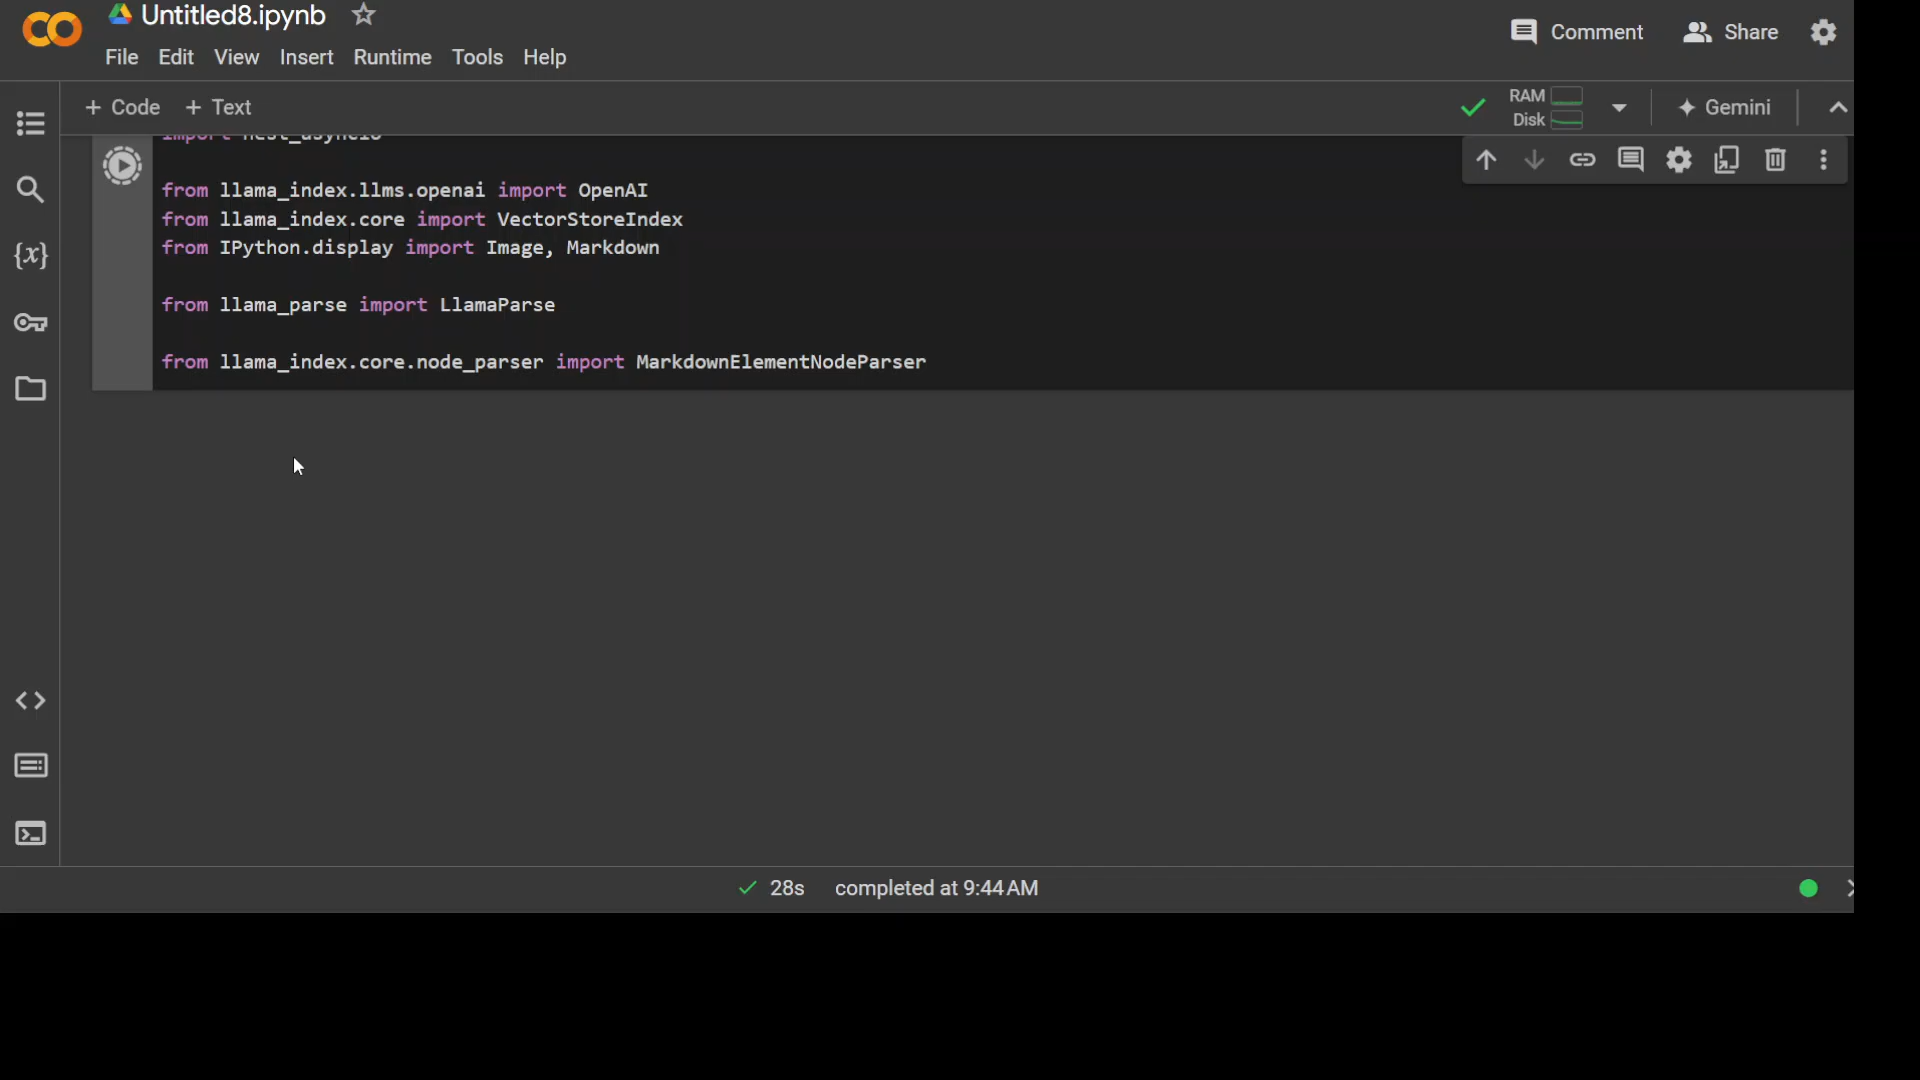 Untitled8.ipynb
Comment
Share
File Edit View Insert Runtime Tools Help
+ Code + Text
RAM
Disk
Gemini
import nest_asyncio
from llama_index.llms.openai import OpenAI
from llama_index.core import VectorStoreIndex
from IPython.display import Image, Markdown
from llama_parse import LlamaParse
from llama_index.core.node_parser import MarkdownElementNodeParser
{x}
28s completed at 9:44 AM